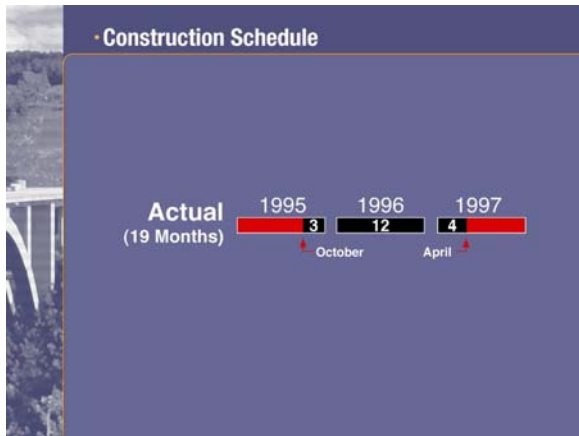 · Construction Schedule
1995 1996 1997
Actual
3 12 4
(19 Months)
October April